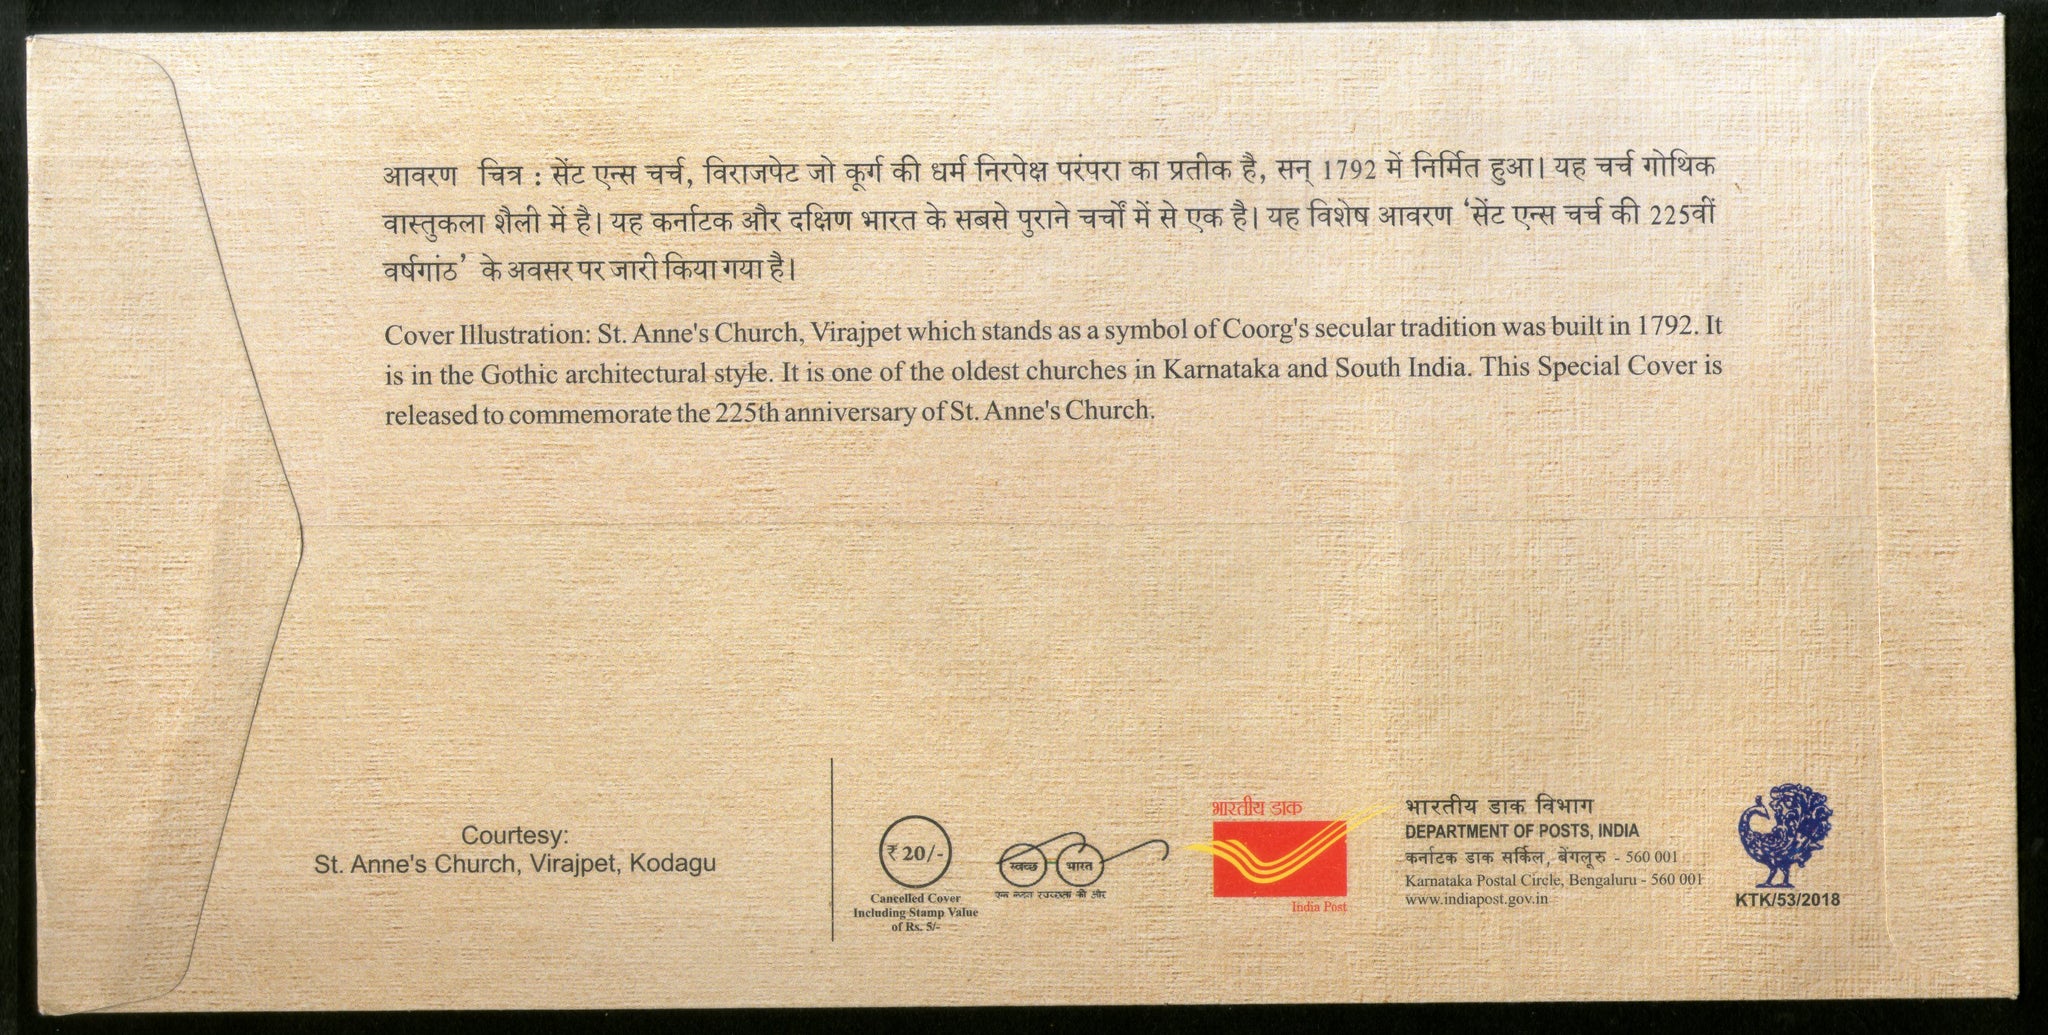 आवरण चित्र : सेंट एन्स चर्च, विराजपेट जो कूर्ग की धर्म निरपेक्ष परंपरा का प्रतीक है, सन् 1792 में निर्मित हुआ। यह चर्च गोथिक
वास्तुकला शैली में है। यह कर्नाटक और दक्षिण भारत के सबसे पुराने चर्चों में से एक है। यह विशेष आवरण ‘सेंट एन्स चर्च की 225वीं
वर्षगांठ’ के अवसर पर जारी किया गया है।
Cover Illustration: St. Anne's Church, Virajpet which stands as a symbol of Coorg's secular tradition was built in 1792. It
is in the Gothic architectural style. It is one of the oldest churches in Karnataka and South India. This Special Cover is
released to commemorate the 225th anniversary of St. Anne's Church.
Courtesy:
St. Anne's Church, Virajpet, Kodagu
₹ 20/-
Cancelled Cover
Including Stamp Value
of Rs. 5/-
स्वच्छ भारत
एक कदम स्वच्छता की ओर
भारतीय डाक
India Post
भारतीय डाक विभाग
DEPARTMENT OF POSTS, INDIA
कर्नाटक डाक सर्किल, बेंगलूरु - 560 001
Karnataka Postal Circle, Bengaluru - 560 001
www.indiapost.gov.in
KTK/53/2018